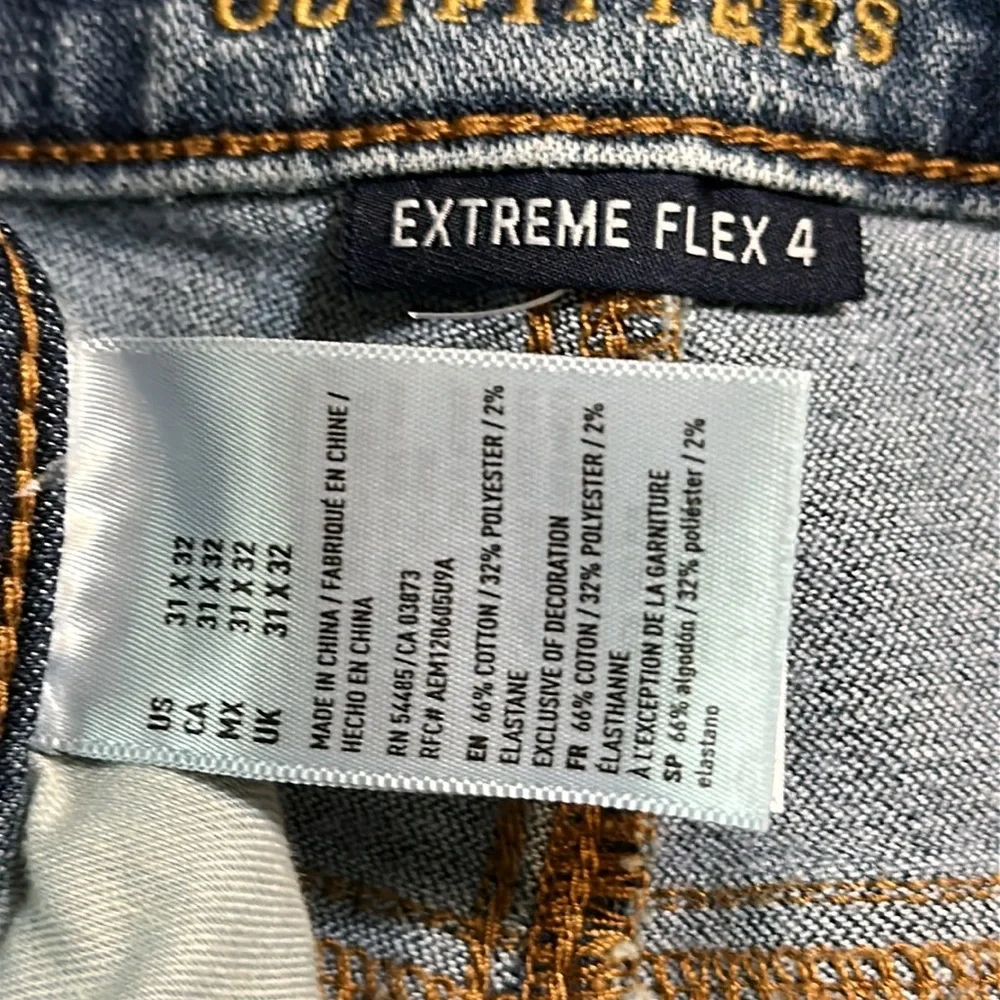 OUTFITTERS
EXTREME FLEX 4
US 31 X 32
CA 31 X 32
MX 31 X 32
UK 31 X 32
MADE IN CHINA / FABRIQUÉ EN CHINE /
HECHO EN CHINA
RN 54485/CA 03873
RFC# AEM120605U9A
EN 66% COTTON / 32% POLYESTER / 2%
ELASTANE
EXCLUSIVE OF DECORATION
FR 66% COTON / 32% POLYESTER / 2%
ÉLASTHANNE
À L'EXCEPTION DE LA GARNITURE
SP 66% algodón / 32% poliéster / 2%
elastano